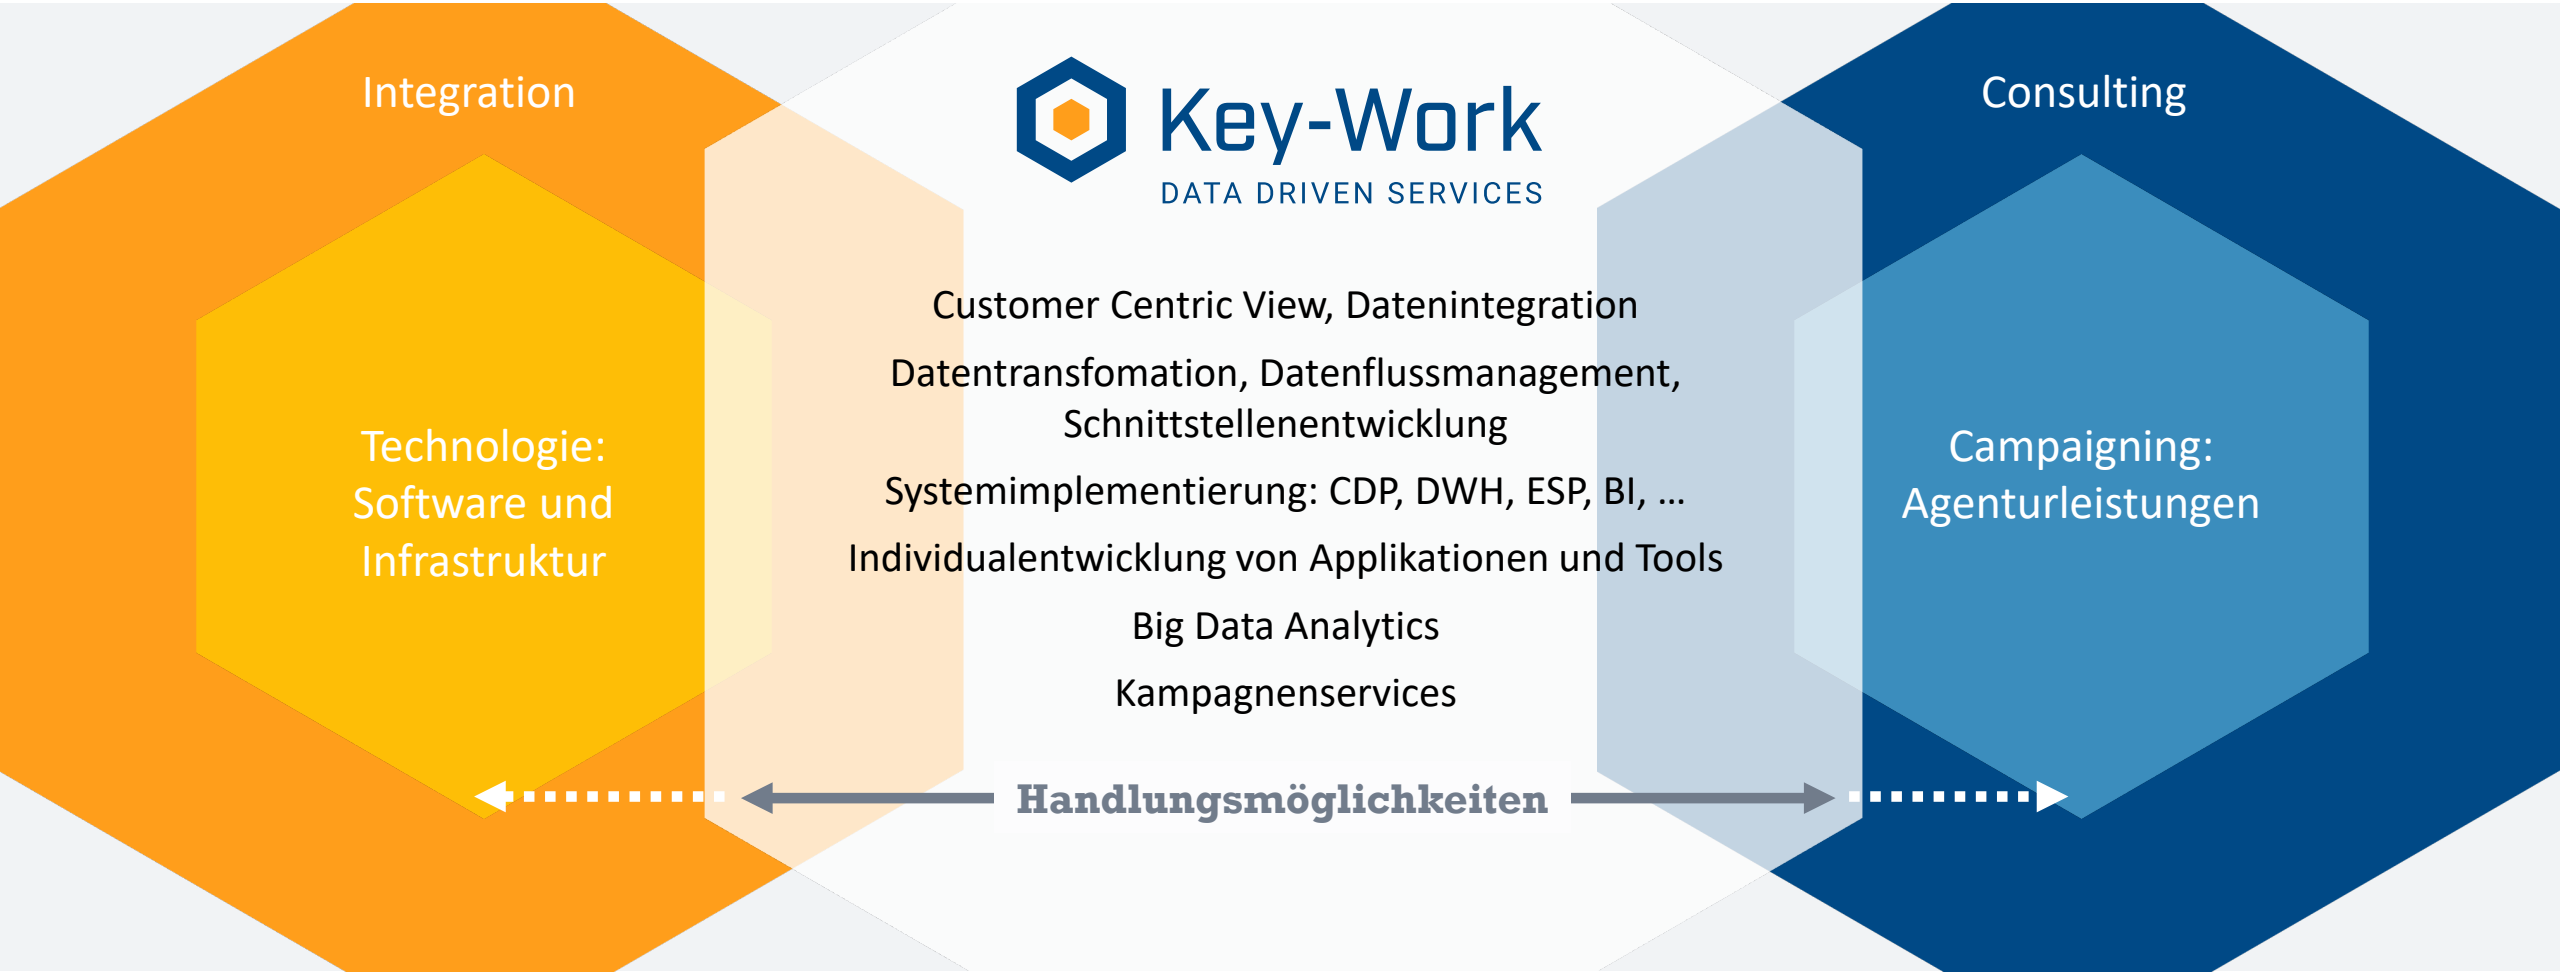 Integration
Key-Work
DATA DRIVEN SERVICES
Consulting
Customer Centric View, Datenintegration
Datentransfomation, Datenflussmanagement,
Schnittstellenentwicklung
Systemimplementierung: CDP, DWH, ESP, BI, ...
Individualentwicklung von Applikationen und Tools
Big Data Analytics
Kampagnenservices
Technologie:
Software und
Infrastruktur
Campaigning:
Agenturleistungen
Handlungsmöglichkeiten